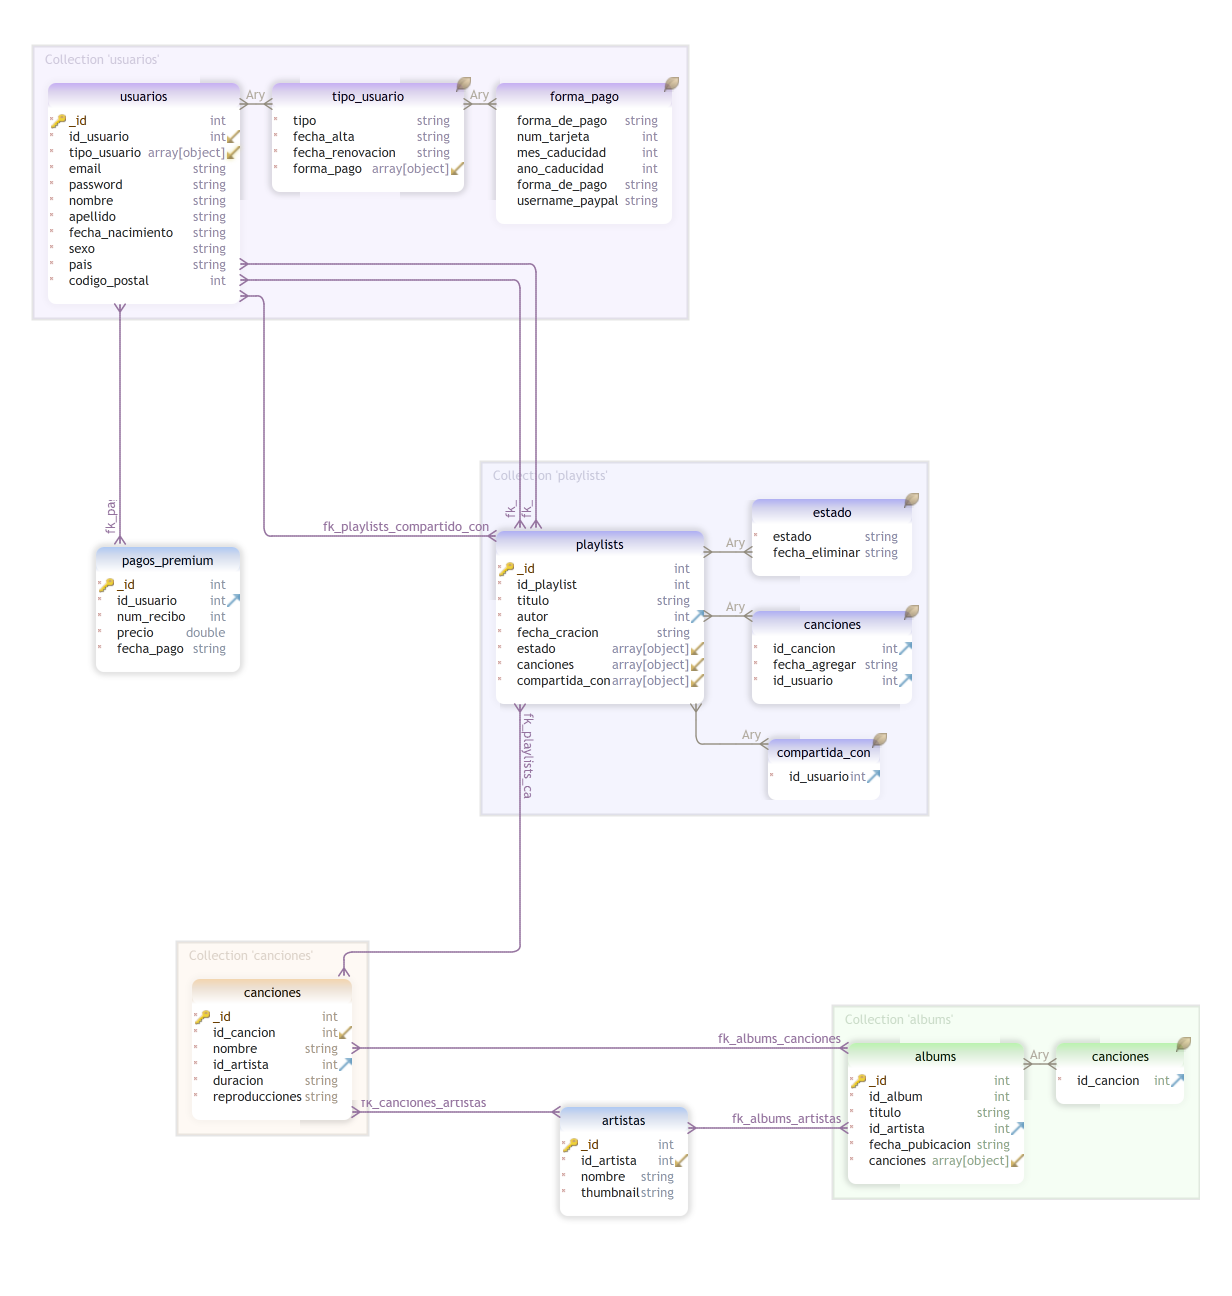 Collection 'usuarios'
usuarios
_id int
id_usuario int
tipo_usuario array[object]
email string
password string
nombre string
apellido string
fecha_nacimiento string
sexo string
pais string
codigo_postal int
Ary
tipo_usuario
tipo string
fecha_alta string
fecha_renovacion string
forma_pago array[object]
Ary
forma_pago
forma_de_pago string
num_tarjeta int
mes_caducidad int
ano_caducidad int
forma_de_pago string
username_paypal string
fk_pa
pagos_premium
_id int
id_usuario int
num_recibo int
precio double
fecha_pago string
fk_playlists_compartido_con
fk_
fk_
Collection 'playlists'
playlists
_id int
id_playlist int
titulo string
autor int
fecha_cracion string
estado array[object]
canciones array[object]
compartida_con array[object]
Ary
estado
estado string
fecha_eliminar string
Ary
canciones
id_cancion int
fecha_agregar string
id_usuario int
Ary
compartida_con
id_usuario int
fk_playlists_ca
Collection 'canciones'
canciones
_id int
id_cancion int
nombre string
id_artista int
duracion string
reproducciones string
fk_albums_canciones
fk_canciones_artistas
artistas
_id int
id_artista int
nombre string
thumbnail string
fk_albums_artistas
Collection 'albums'
albums
_id int
id_album int
titulo string
id_artista int
fecha_pubicacion string
canciones array[object]
Ary
canciones
id_cancion int